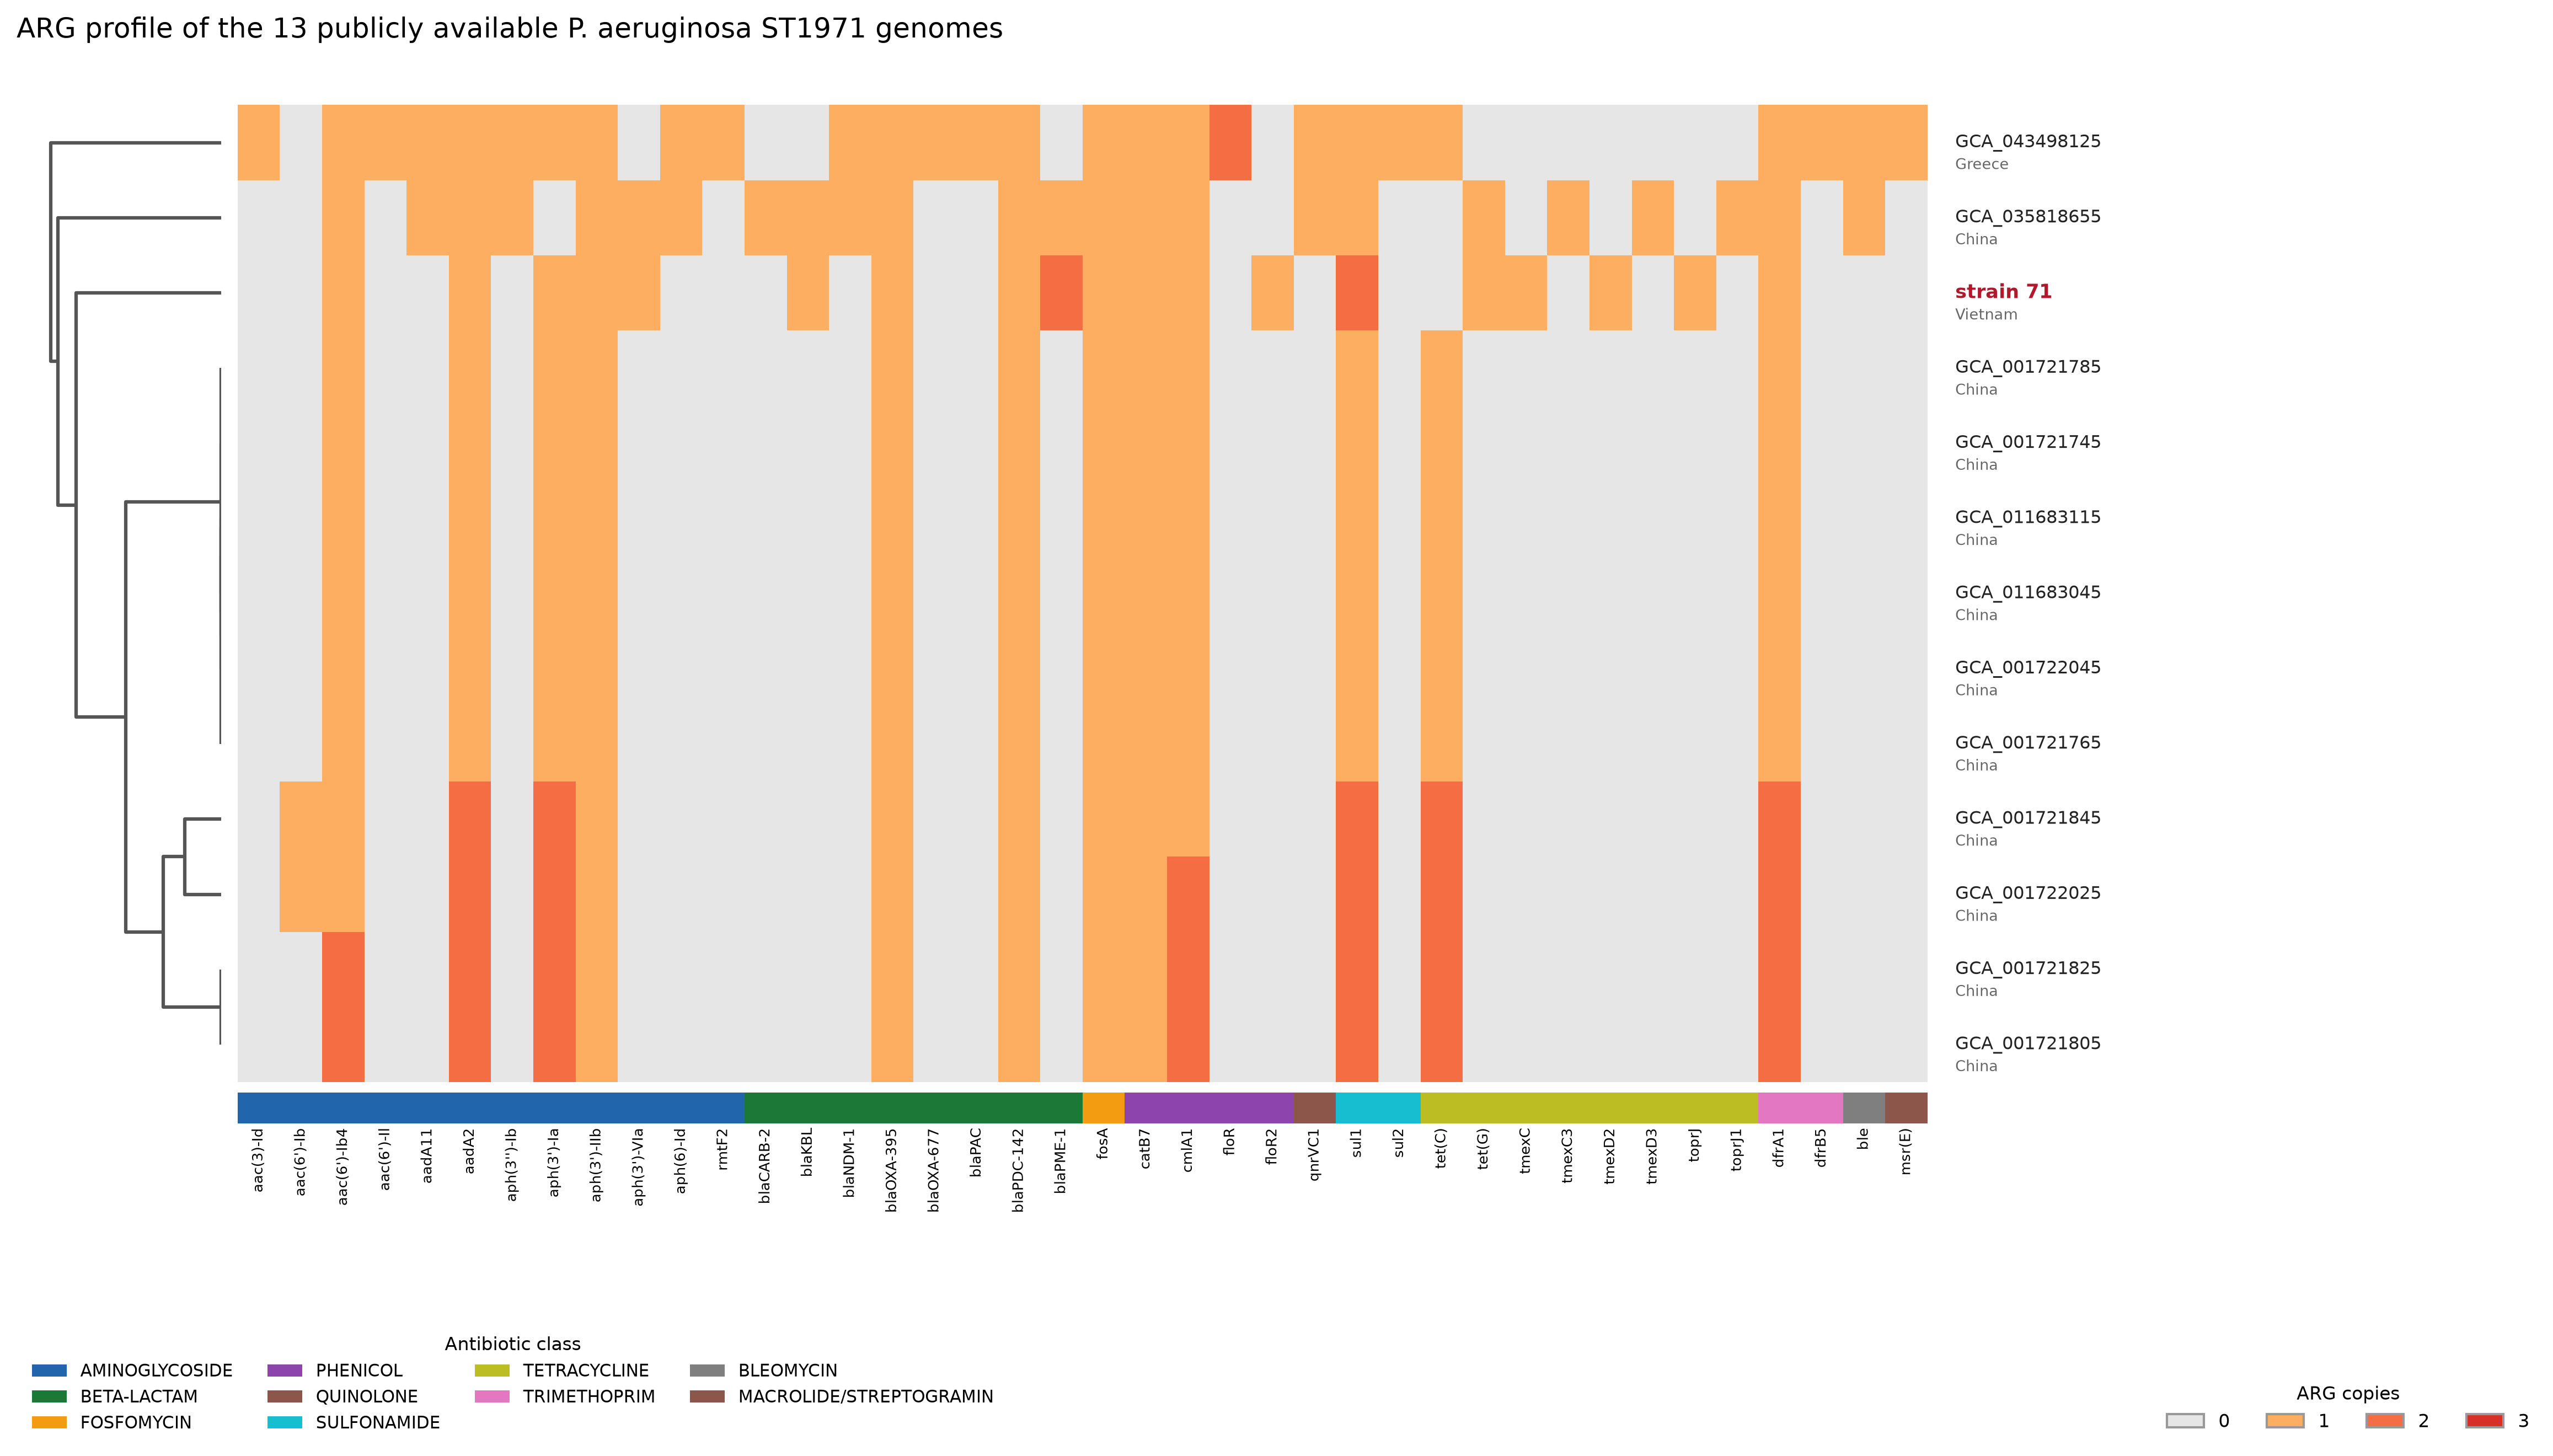 ARG profile of the 13 publicly available P. aeruginosa ST1971 genomes
GCA_043498125
Greece
GCA_035818655
China
strain 71
Vietnam
GCA_001721785
China
GCA_001721745
China
GCA_011683115
China
GCA_011683045
China
GCA_001722045
China
GCA_001721765
China
GCA_001721845
China
GCA_001722025
China
GCA_001721825
China
GCA_001721805
China
aac(3)-Id
aac(6')-Ib
aac(6')-Ib4
aac(6')-II
aadA11
aadA2
aph(3'')-Ib
aph(3')-Ia
aph(3')-IIb
aph(3')-VIa
aph(6)-Id
rmtF2
blaCARB-2
blaKBL
blaNDM-1
blaOXA-395
blaOXA-677
blaPAC
blaPDC-142
blaPME-1
fosA
catB7
cmlA1
floR
floR2
qnrVC1
sul1
sul2
tet(C)
tet(G)
tmexC
tmexC3
tmexD2
tmexD3
toprJ
toprJ1
dfrA1
dfrB5
ble
msr(E)
Antibiotic class
AMINOGLYCOSIDE
BETA-LACTAM
FOSFOMYCIN
PHENICOL
QUINOLONE
SULFONAMIDE
TETRACYCLINE
TRIMETHOPRIM
BLEOMYCIN
MACROLIDE/STREPTOGRAMIN
ARG copies
0 1 2 3